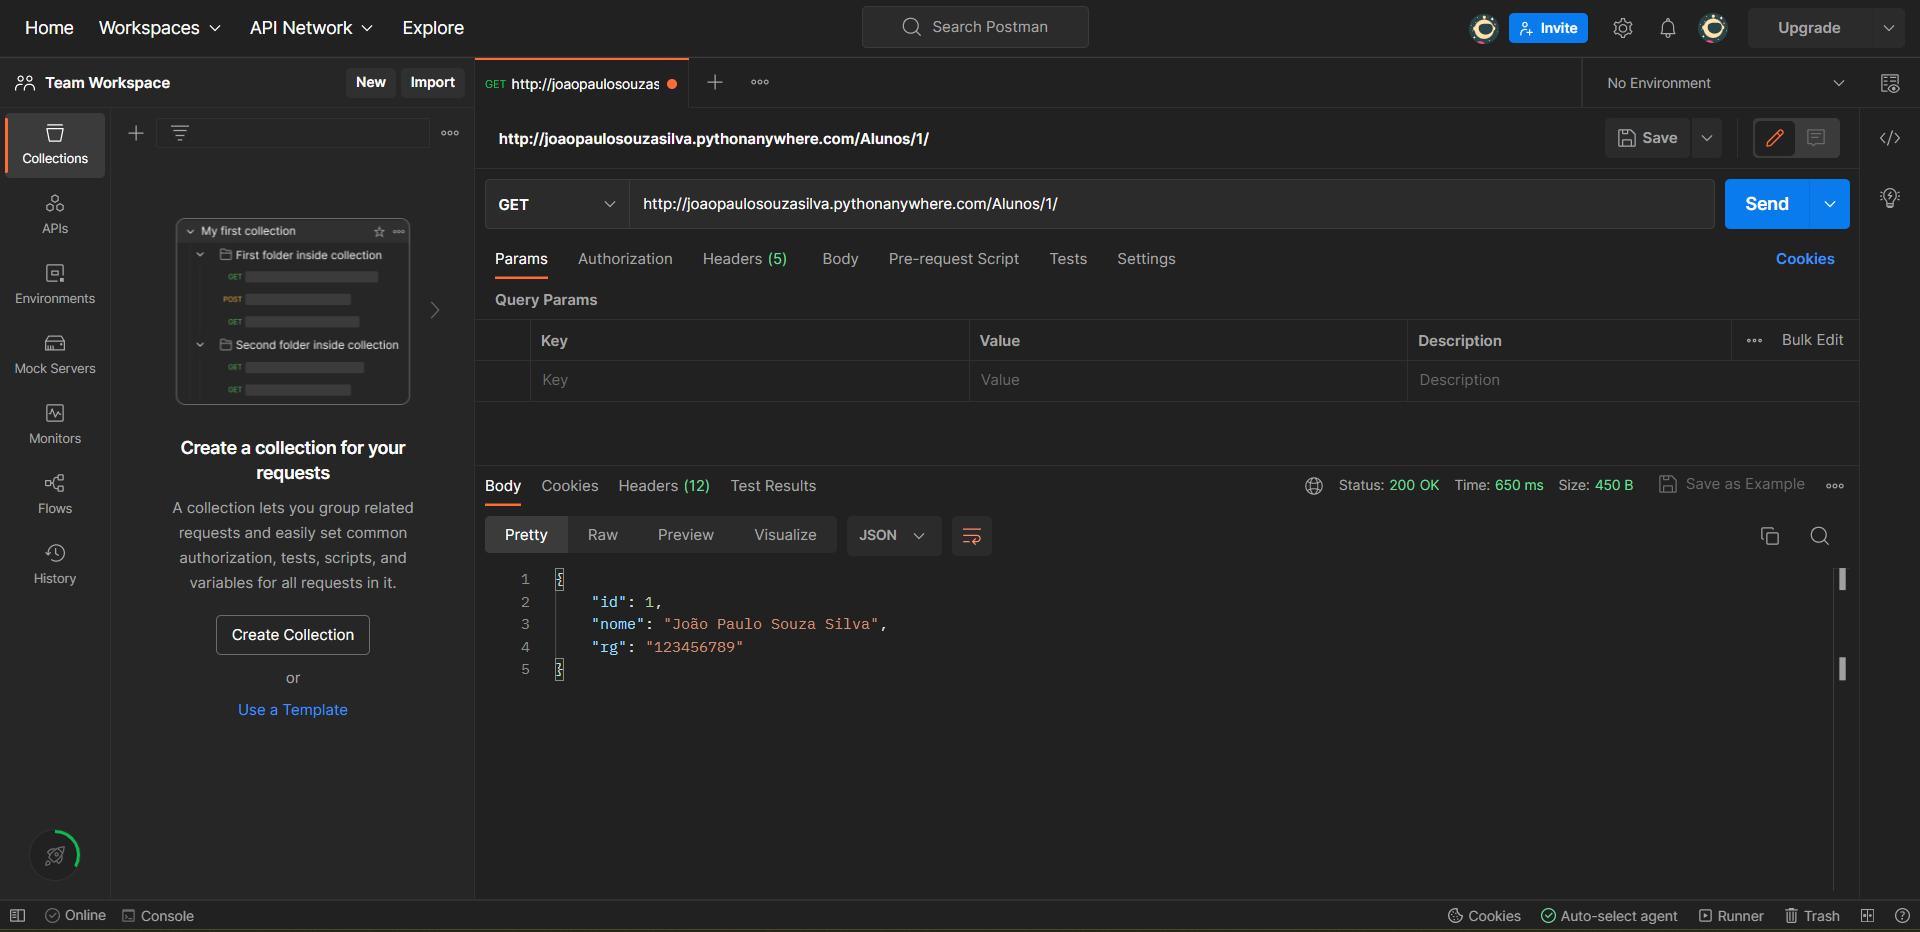 Home Workspaces API Network Explore Search Postman Invite Upgrade
Team Workspace New Import
GET http://joaopaulosouzas No Environment
Collections
APIs
Environments
Mock Servers
Monitors
Flows
History
My first collection
First folder inside collection
GET
POST
GET
Second folder inside collection
GET
GET
Create a collection for your
requests
A collection lets you group related
requests and easily set common
authorization, tests, scripts, and
variables for all requests in it.
Create Collection
or
Use a Template
http://joaopaulosouzasilva.pythonanywhere.com/Alunos/1/ Save
GET http://joaopaulosouzasilva.pythonanywhere.com/Alunos/1/ Send
Params Authorization Headers (5) Body Pre-request Script Tests Settings Cookies
Query Params
Key Value Description Bulk Edit
Key Value Description
Body Cookies Headers (12) Test Results Status: 200 OK Time: 650 ms Size: 450 B Save as Example
Pretty Raw Preview Visualize JSON
1 {
2 "id": 1,
3 "nome": "João Paulo Souza Silva",
4 "rg": "123456789"
5 }
Online Console Cookies Auto-select agent Runner Trash